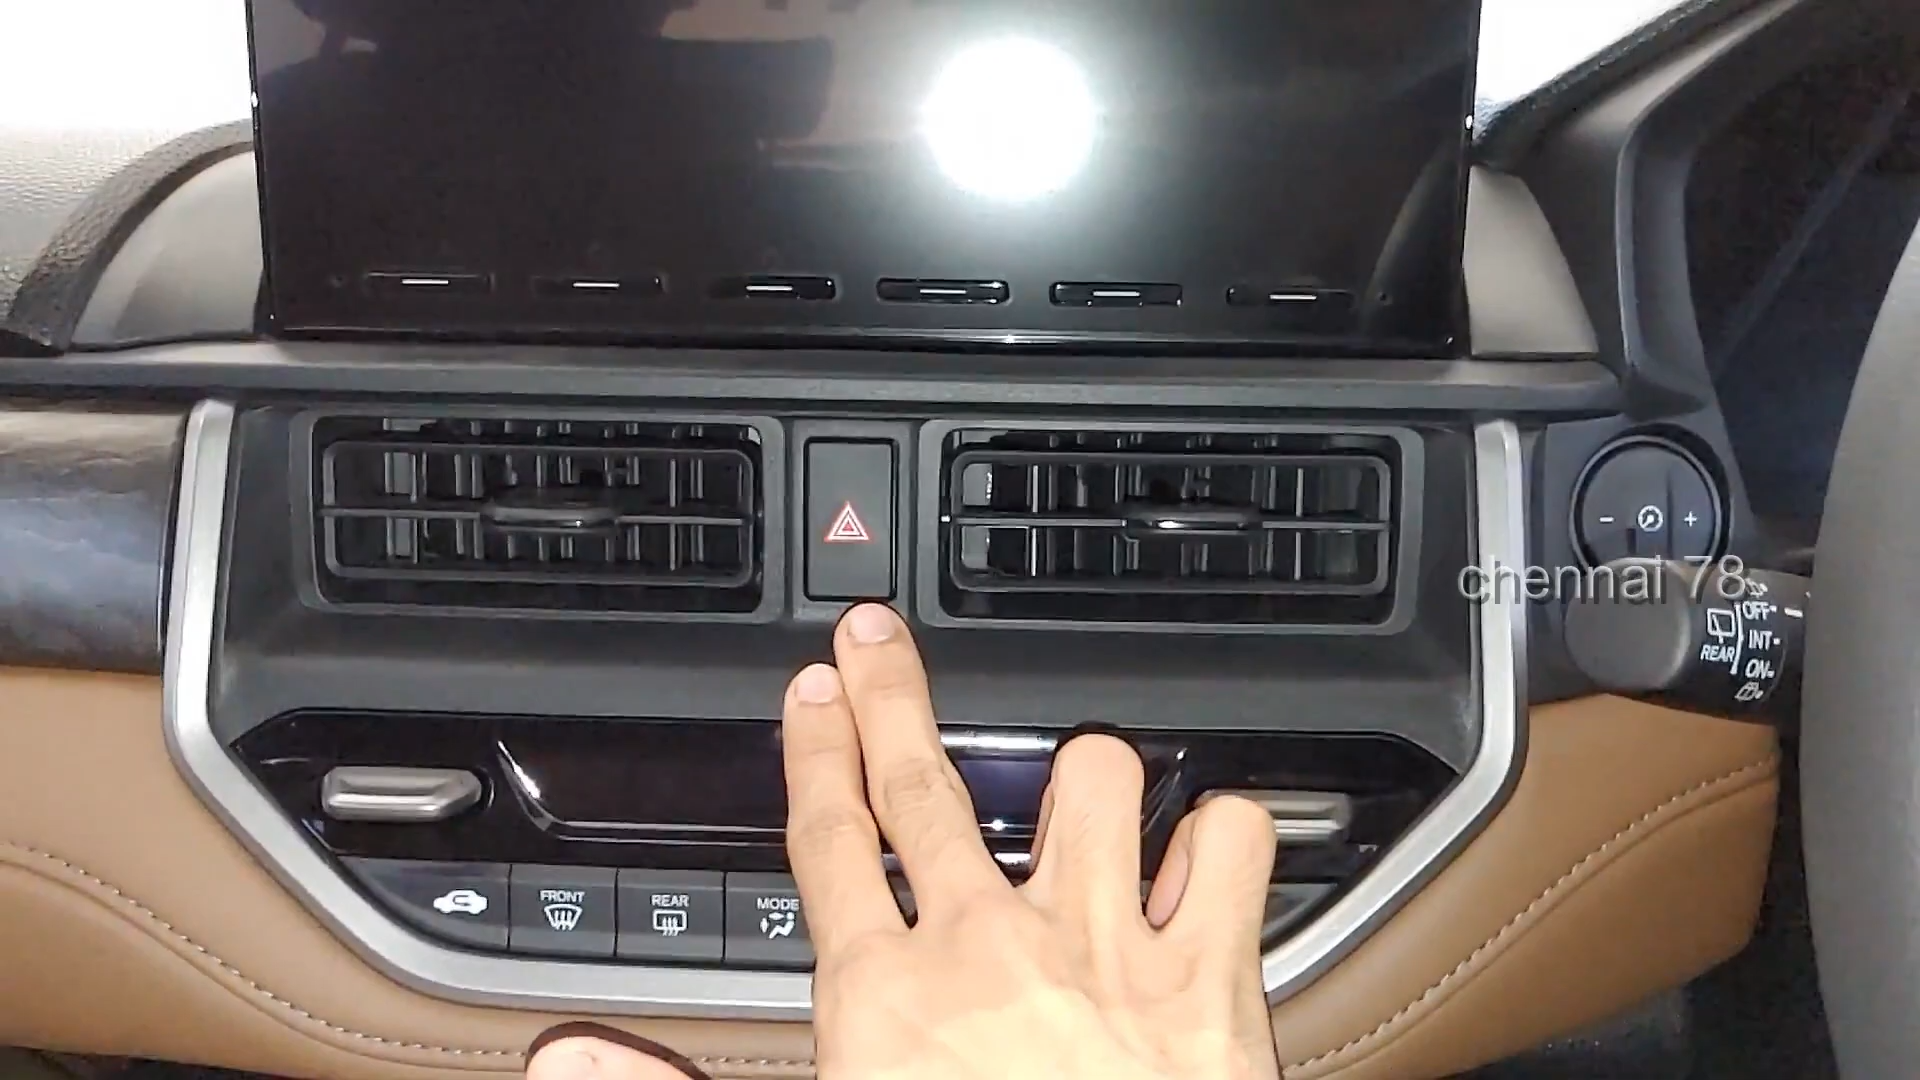 chennai 78
OFF
INT
REAR
ON
FRONT
REAR
MODE